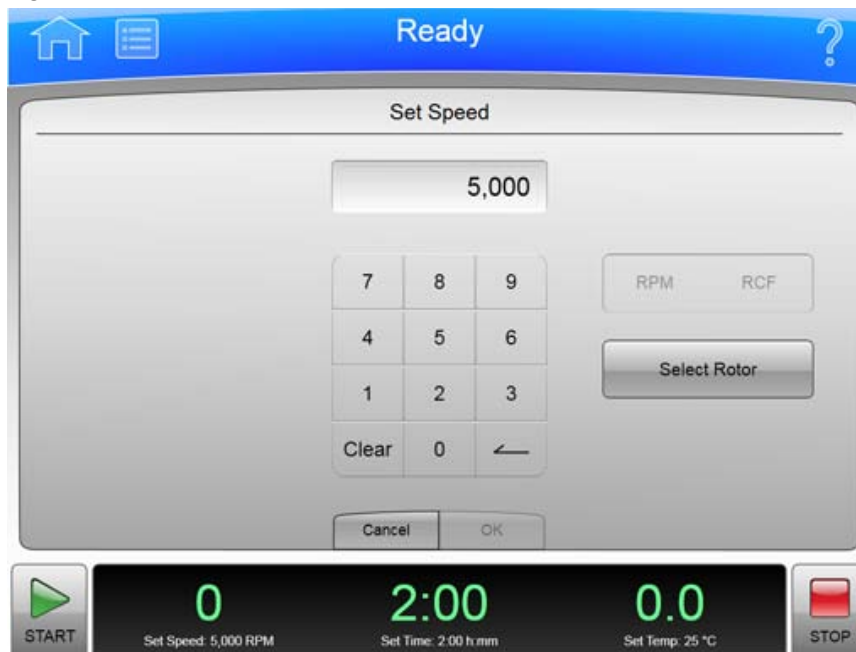 Ready
?
Set Speed
5,000
7 8 9
RPM RCF
4 5 6
Select Rotor
1 2 3
Clear 0
Cancel OK
0 2:00 0.0
START Set Speed: 5,000 RPM Set Time: 2:00 h:mm Set Temp: 25 °C STOP